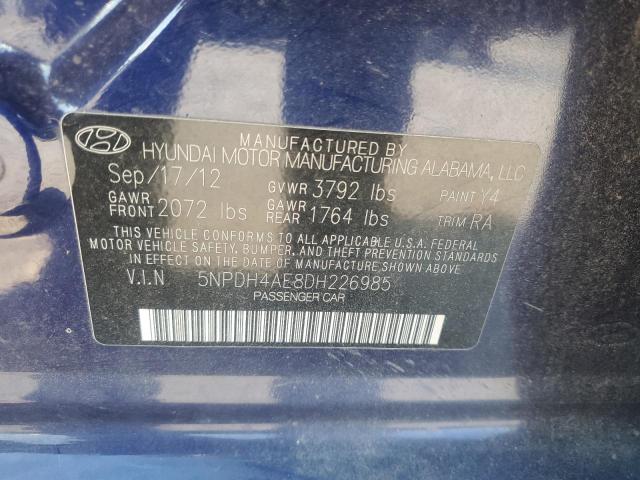 MANUFACTURED BY
HYUNDAI MOTOR MANUFACTURING ALABAMA, LLC
Sep/17/12 GVWR 3792 lbs PAINT Y4
GAWR FRONT 2072 lbs GAWR REAR 1764 lbs TRIM RA
THIS VEHICLE CONFORMS TO ALL APPLICABLE U.S.A. FEDERAL
MOTOR VEHICLE SAFETY, BUMPER, AND THEFT PREVENTION
STANDARDS IN EFFECT ON THE DATE OF MANUFACTURE SHOWN ABOVE.
V.I.N 5NPDH4AE8DH226985
PASSENGER CAR